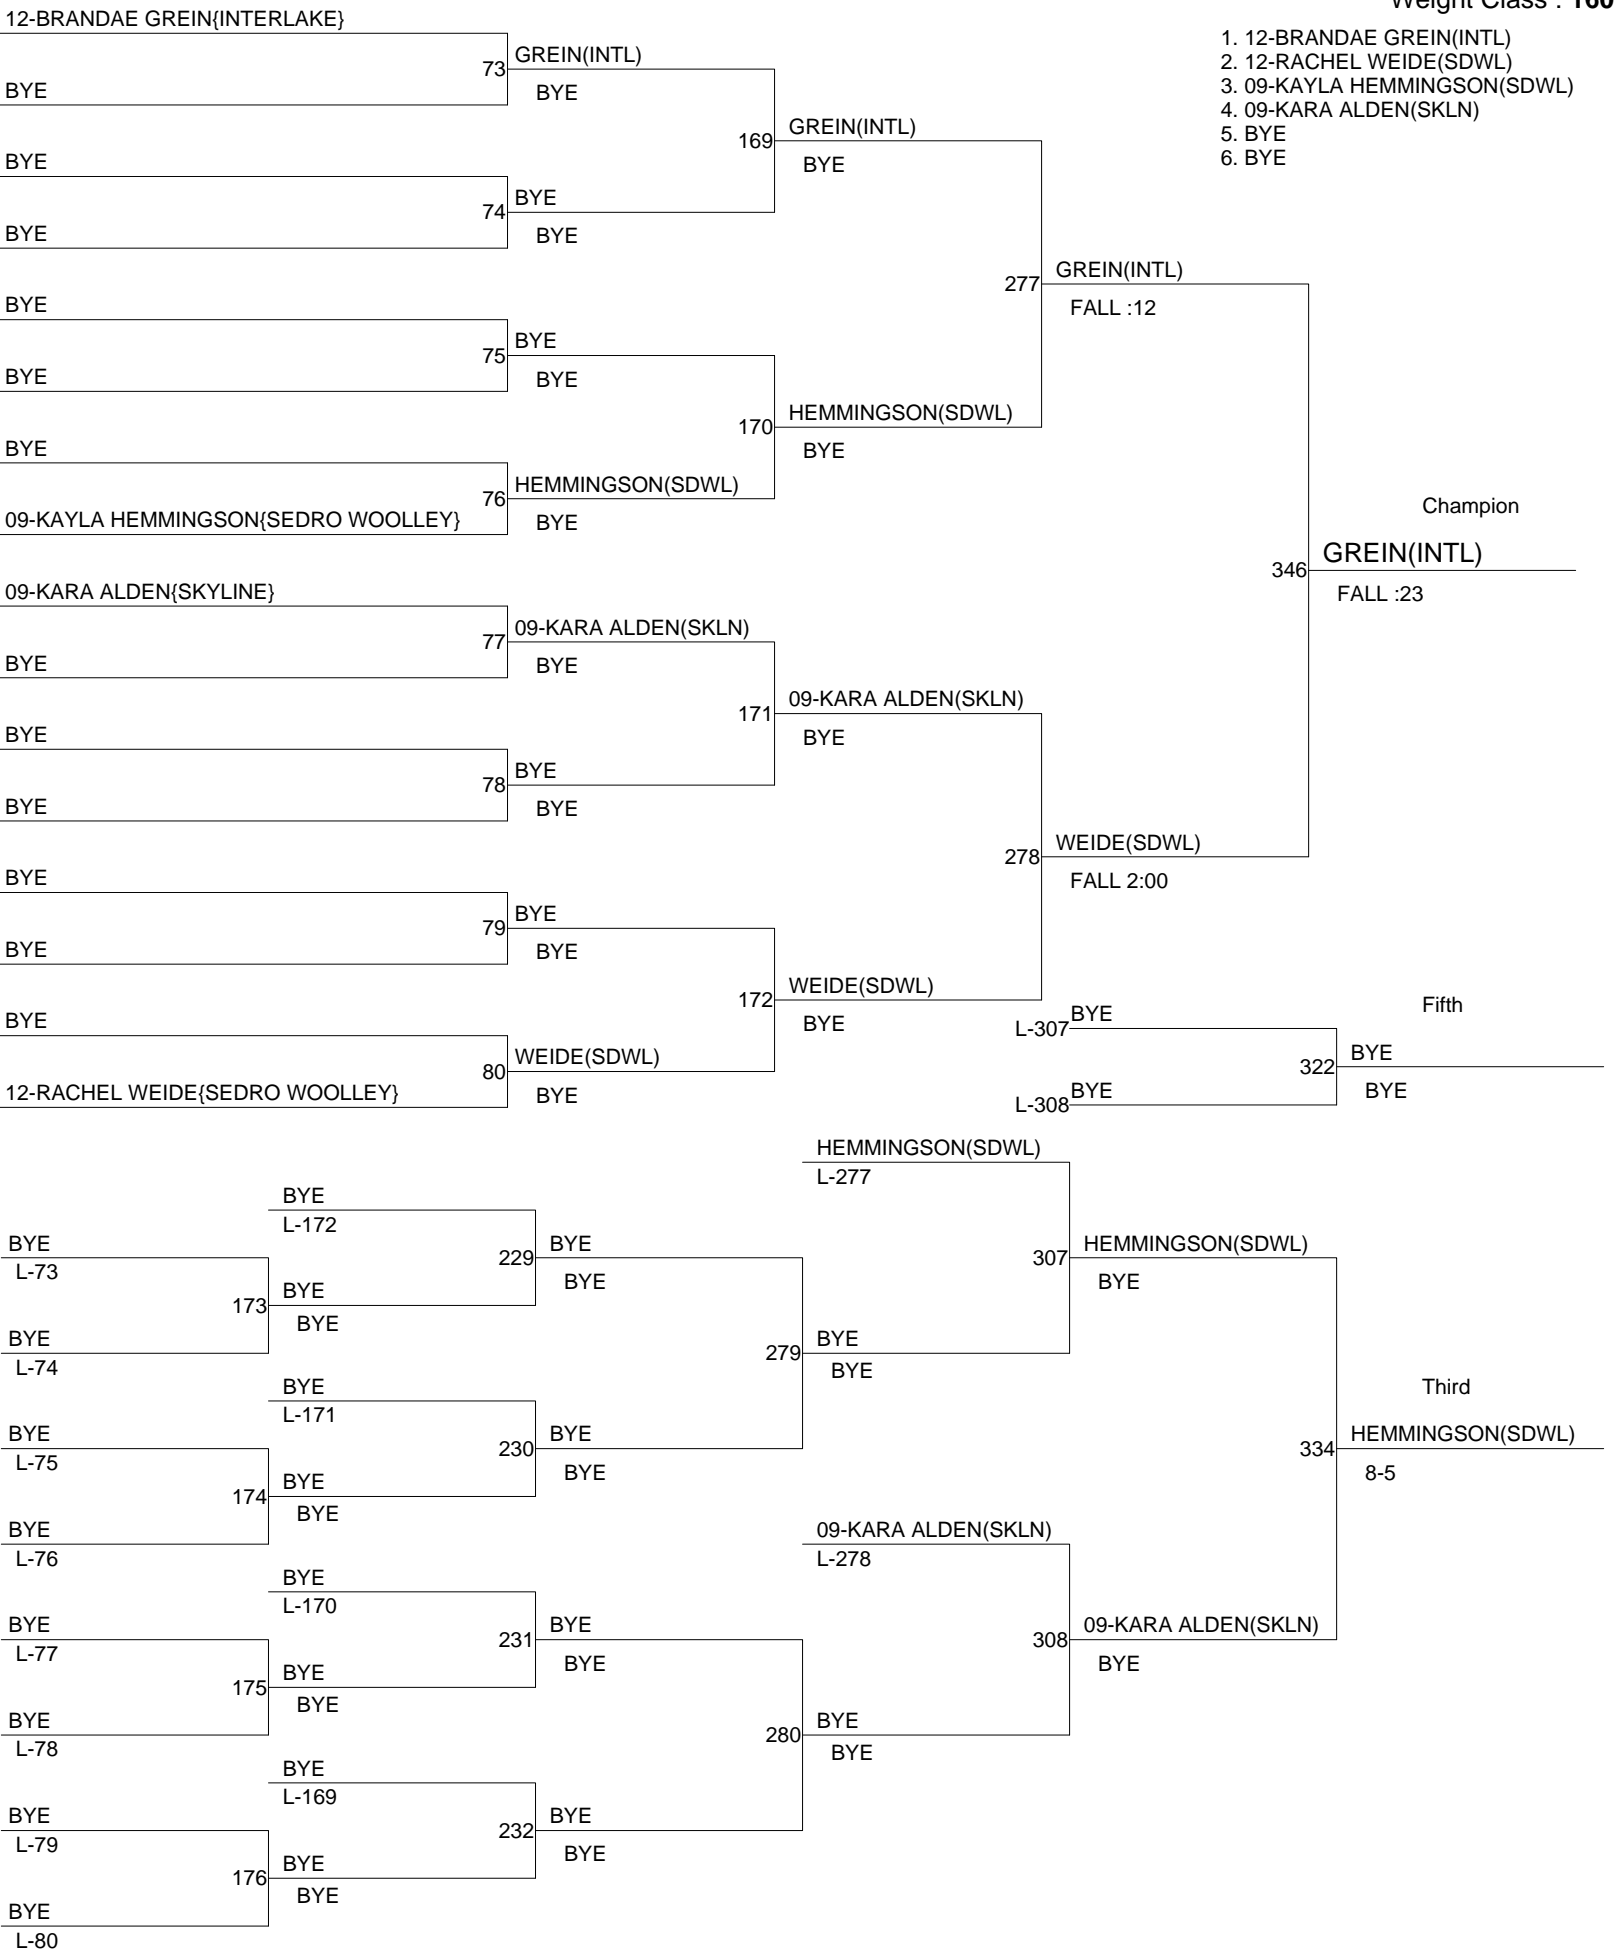 Weight Class : 160
12-BRANDAE GREIN{INTERLAKE}
1. 12-BRANDAE GREIN(INTL)
2. 12-RACHEL WEIDE(SDWL)
3. 09-KAYLA HEMMINGSON(SDWL)
4. 09-KARA ALDEN(SKLN)
5. BYE
6. BYE
73 GREIN(INTL)
BYE
BYE
169 GREIN(INTL)
BYE
BYE
74 BYE
BYE
BYE
277 GREIN(INTL)
FALL :12
BYE
75 BYE
BYE
BYE
170 HEMMINGSON(SDWL)
BYE
BYE
76 HEMMINGSON(SDWL)
BYE
09-KAYLA HEMMINGSON{SEDRO WOOLLEY}
Champion
346 GREIN(INTL)
FALL :23
09-KARA ALDEN{SKYLINE}
77 09-KARA ALDEN(SKLN)
BYE
BYE
171 09-KARA ALDEN(SKLN)
BYE
BYE
78 BYE
BYE
BYE
278 WEIDE(SDWL)
FALL 2:00
BYE
79 BYE
BYE
BYE
172 WEIDE(SDWL)
BYE
BYE
80 WEIDE(SDWL)
BYE
12-RACHEL WEIDE{SEDRO WOOLLEY}
Fifth
L-307 BYE
322 BYE
BYE
L-308 BYE
HEMMINGSON(SDWL)
L-277
BYE
L-172
BYE
L-73
229 BYE
BYE
307 HEMMINGSON(SDWL)
BYE
173 BYE
BYE
BYE
L-74
279 BYE
BYE
BYE
L-171
Third
BYE
L-75
230 BYE
BYE
334 HEMMINGSON(SDWL)
8-5
174 BYE
BYE
BYE
L-76
09-KARA ALDEN(SKLN)
L-278
BYE
L-170
BYE
L-77
231 BYE
BYE
308 09-KARA ALDEN(SKLN)
BYE
175 BYE
BYE
BYE
L-78
280 BYE
BYE
BYE
L-169
BYE
L-79
232 BYE
BYE
176 BYE
BYE
BYE
L-80